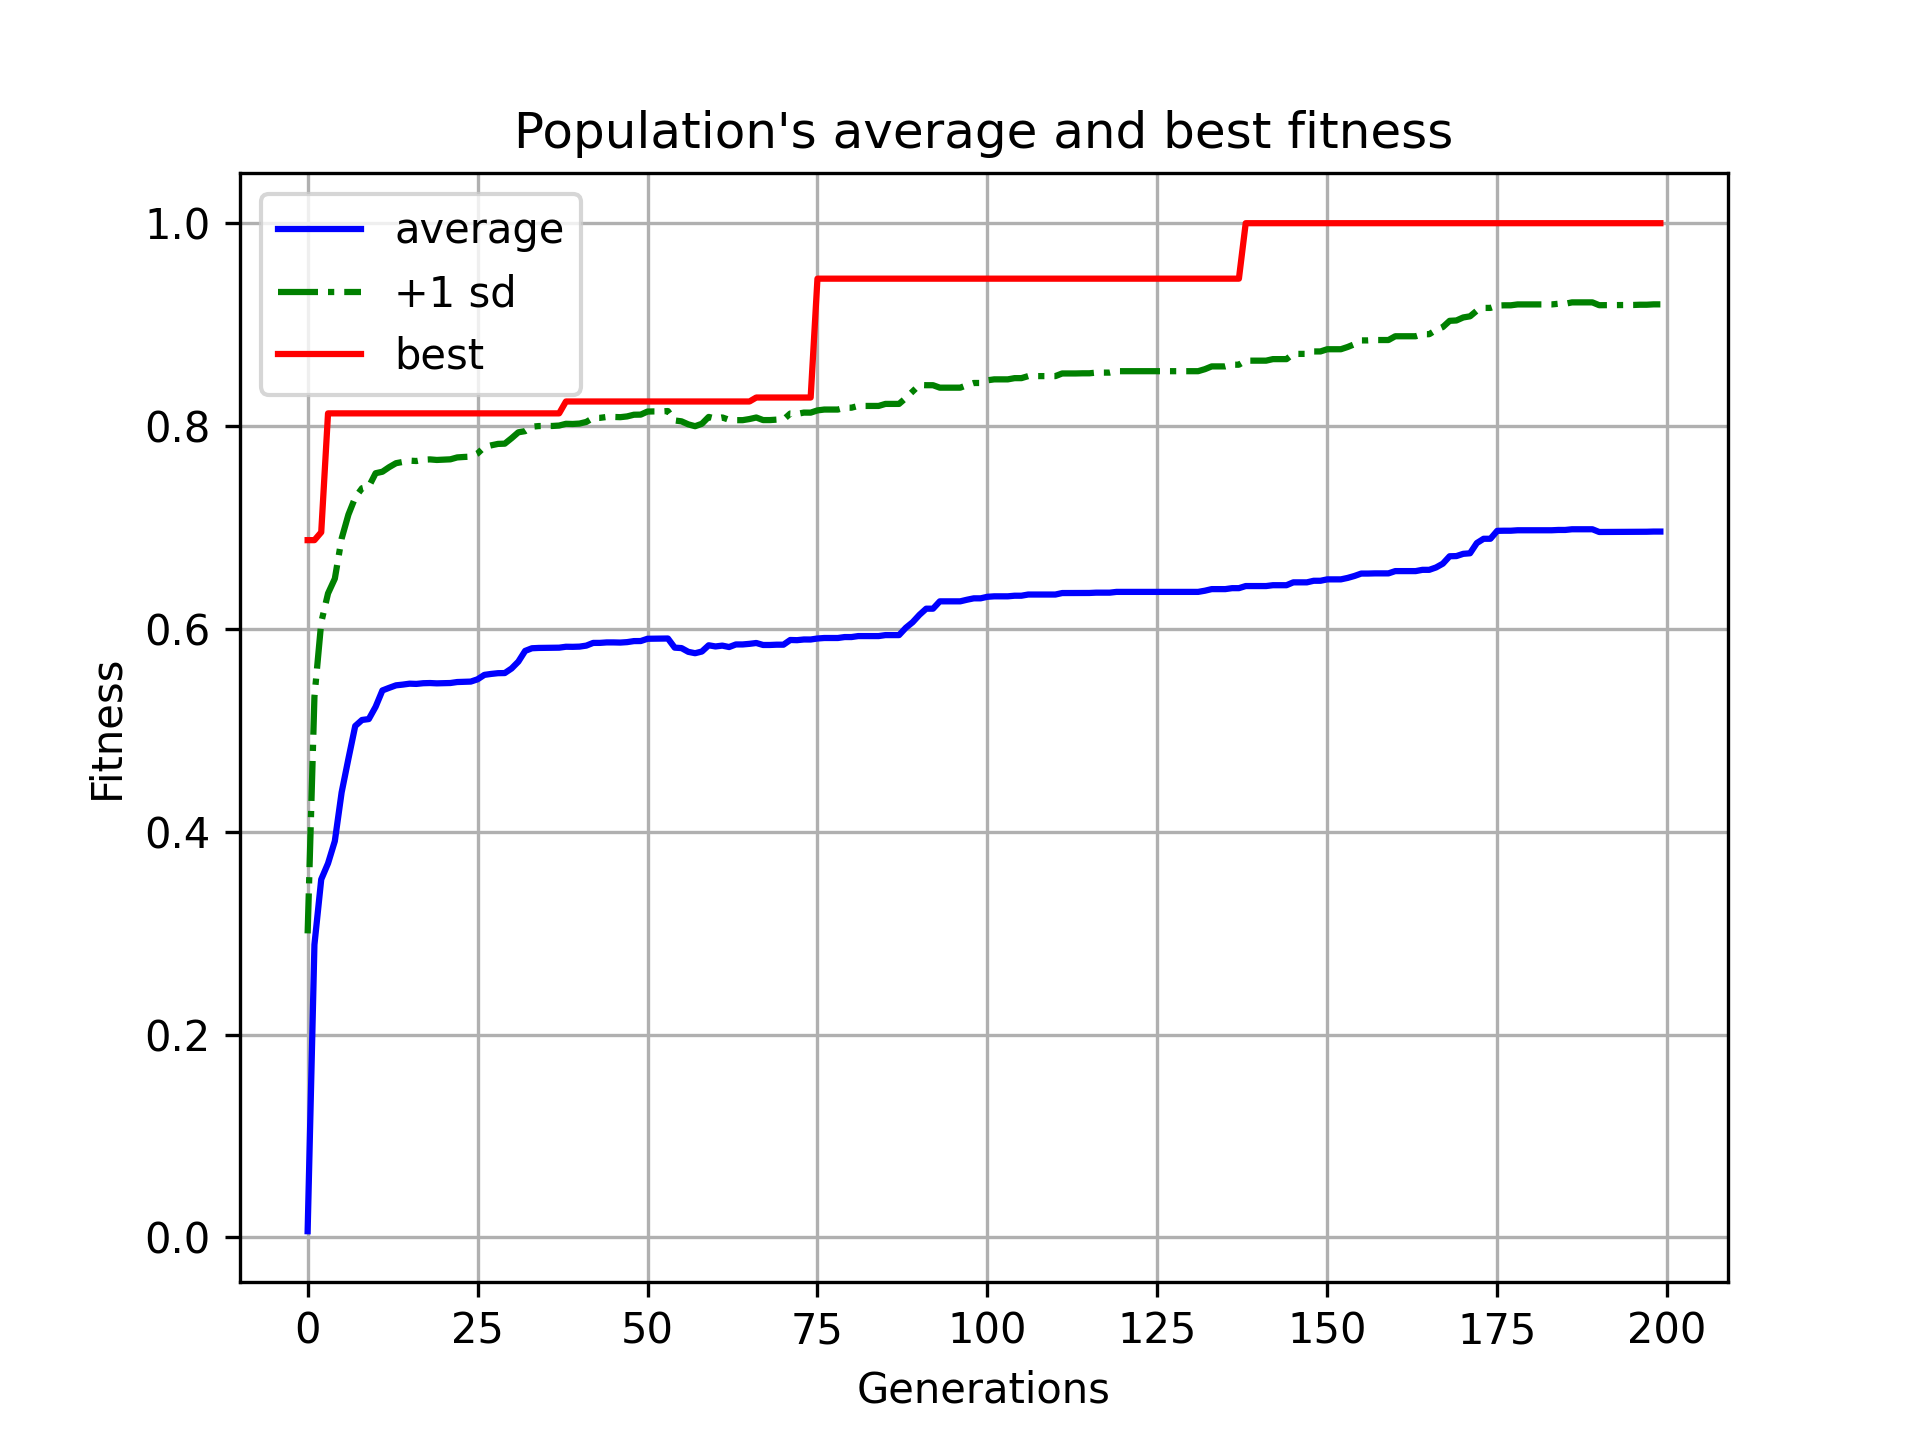 Population's average and best fitness
average
+1 sd
best
1.0
0.8
0.6
0.4
0.2
0.0
Fitness
0 25 50 75 100 125 150 175 200
Generations